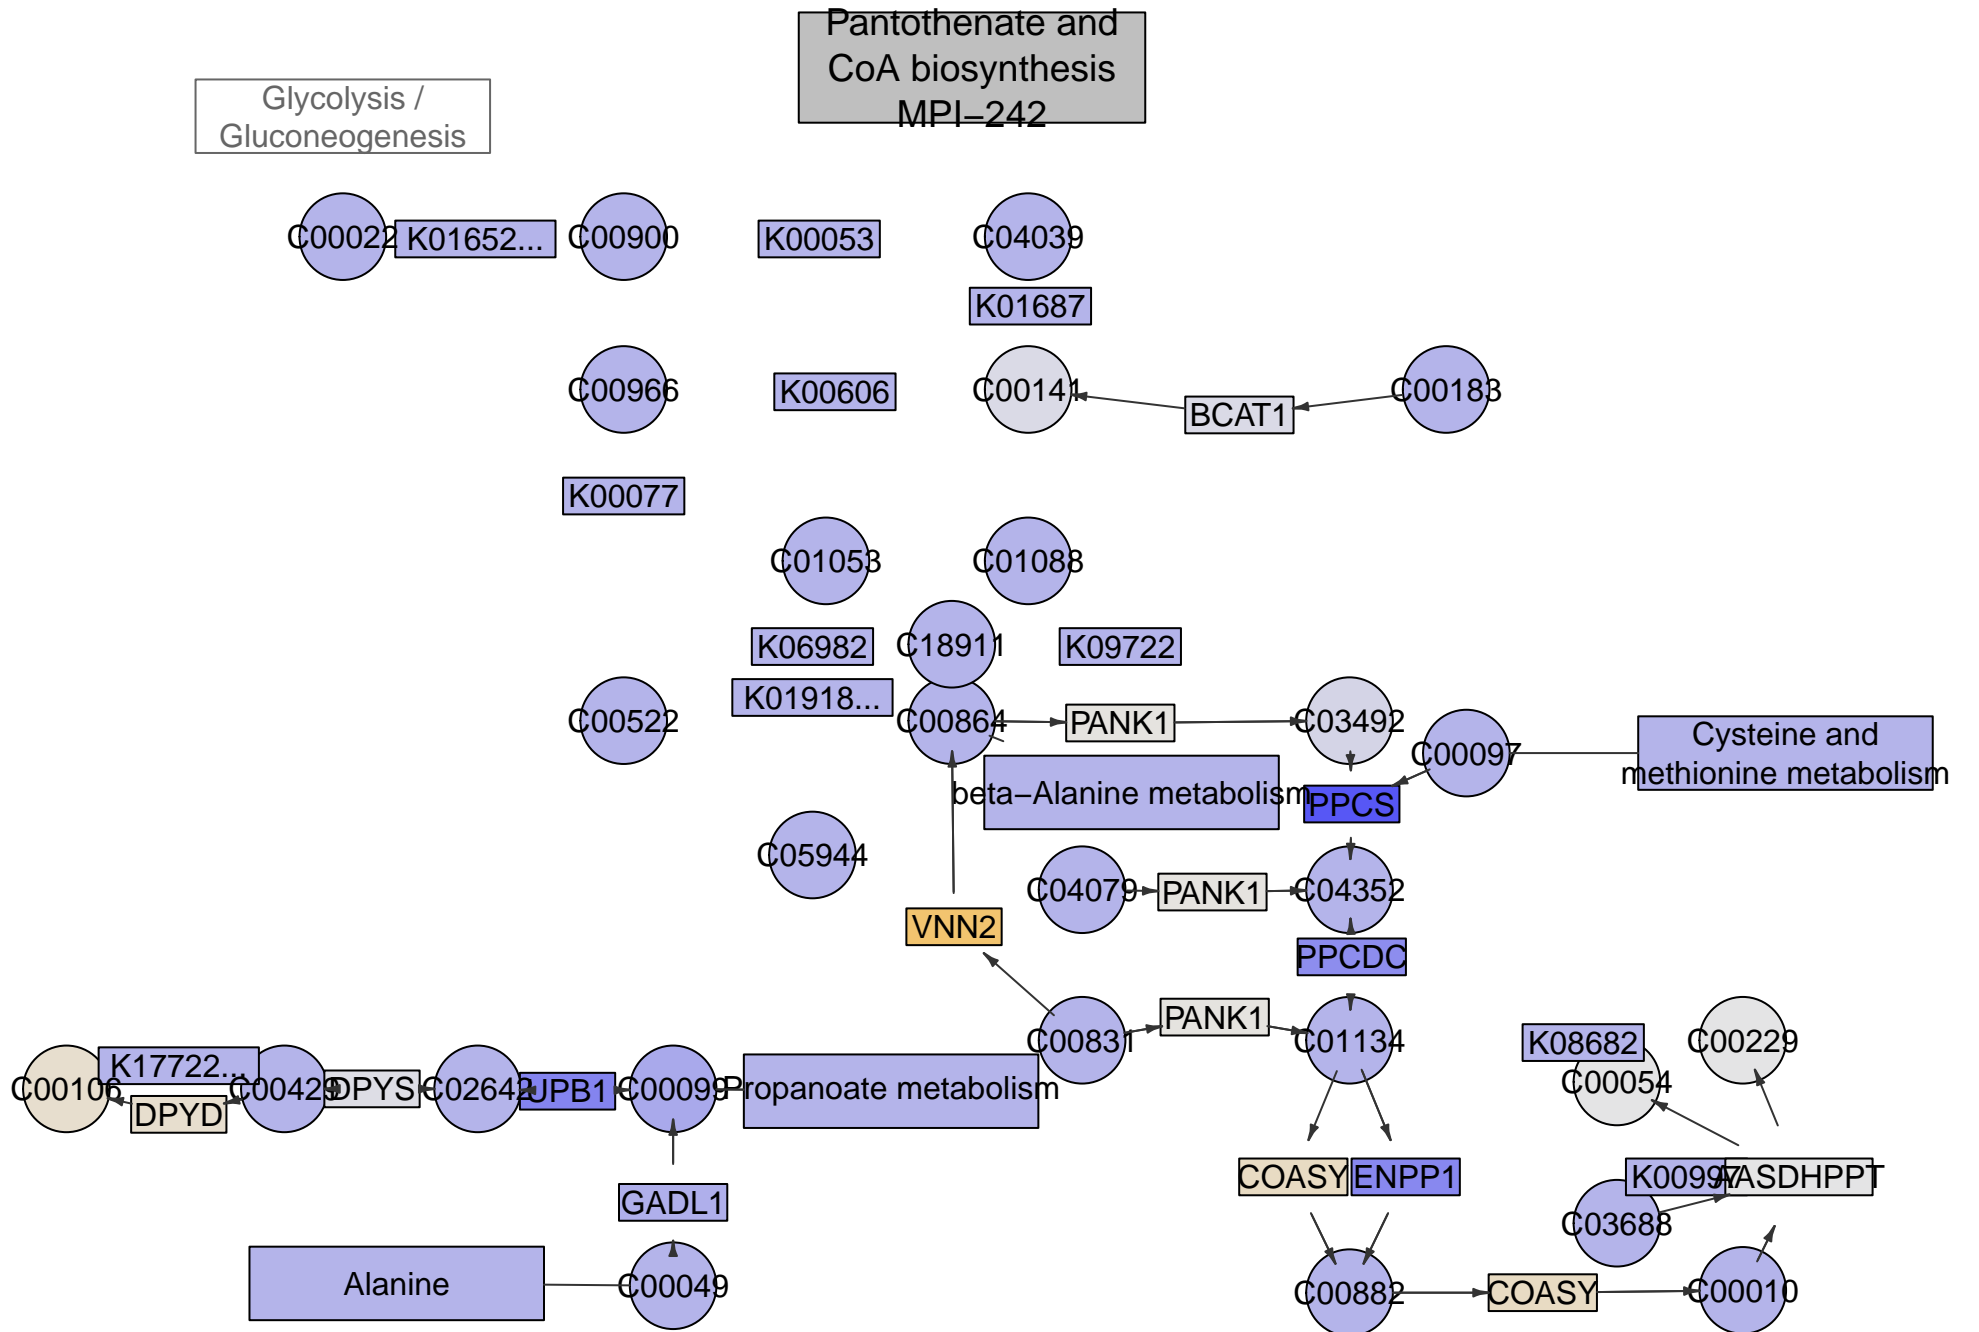 Pantothenate and
CoA biosynthesis
MPI−242
Glycolysis /
Gluconeogenesis
C00022
K01652...
C00900
K00053
C04039
K01687
C00966
K00606
C00141
BCAT1
C00183
K00077
C01053
C01088
K06982
C18911
K09722
K01918...
C00522
C00864
PANK1
C03492
C00097
Cysteine and
methionine metabolism
beta−Alanine metabolism
PPCS
C05944
C04079
PANK1
C04352
VNN2
PPCDC
C00831
PANK1
C01134
K08682
C00229
C00054
C00106
K17722...
DPYD
C00429
DPYS
C02642
UPB1
C00099
Propanoate metabolism
COASY
ENPP1
K00997
AASDHPPT
GADL1
C03688
Alanine
C00049
C00882
COASY
C00010